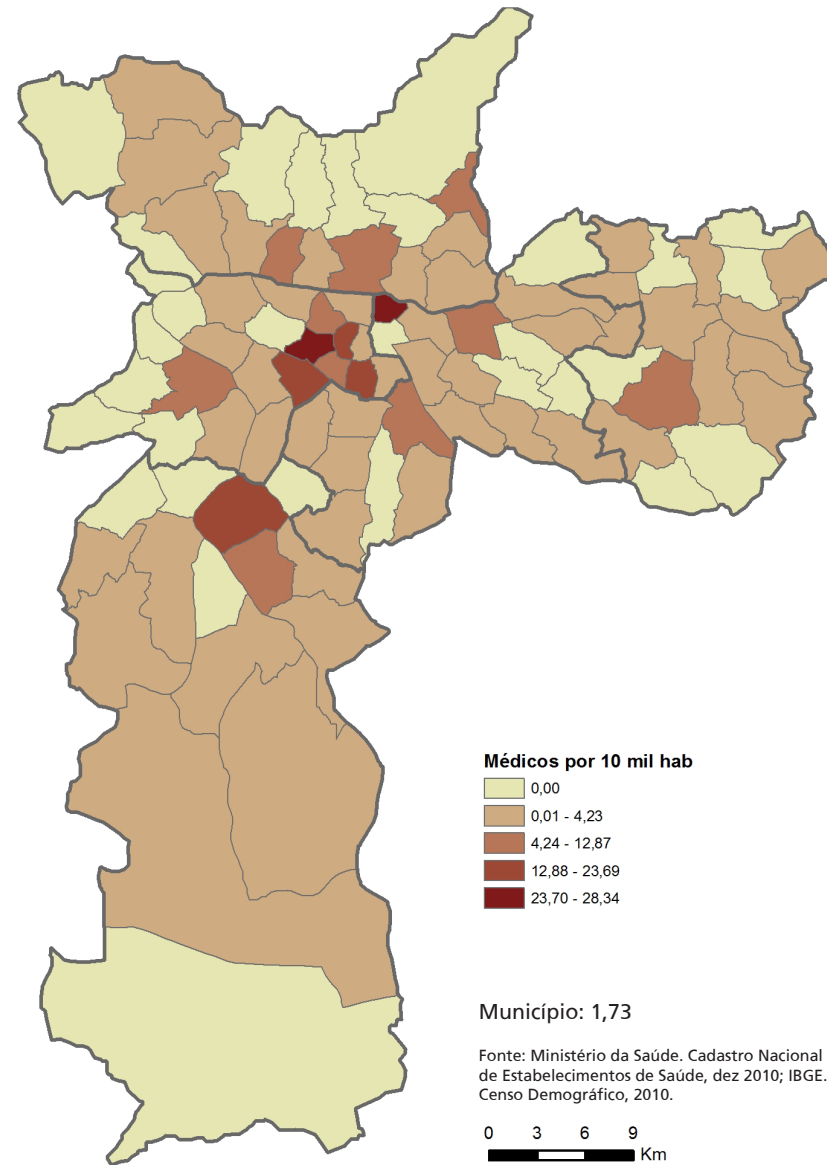 Médicos por 10 mil hab
0,00
0,01 - 4,23
4,24 - 12,87
12,88 - 23,69
23,70 - 28,34
Município: 1,73
Fonte: Ministério da Saúde. Cadastro Nacional
de Estabelecimentos de Saúde, dez 2010; IBGE.
Censo Demográfico, 2010.
0 3 6 9
Km